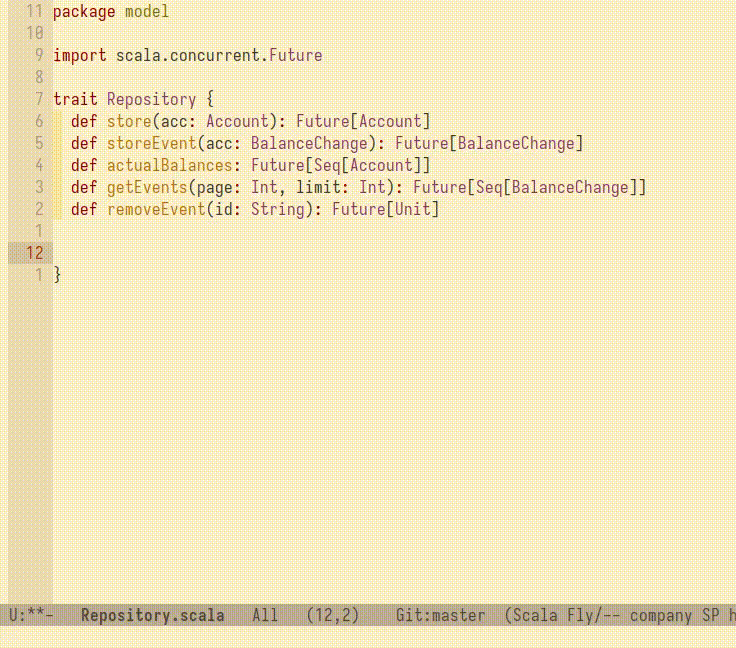 11 package model
10
9 import scala.concurrent.Future
8
7 trait Repository {
6   def store(acc: Account): Future[Account]
5   def storeEvent(acc: BalanceChange): Future[BalanceChange]
4   def actualBalances: Future[Seq[Account]]
3   def getEvents(page: Int, limit: Int): Future[Seq[BalanceChange]]
2   def removeEvent(id: String): Future[Unit]
1
12
1 }
U:**-   Repository.scala   All   (12,2)    Git:master  (Scala Fly/-- company SP h